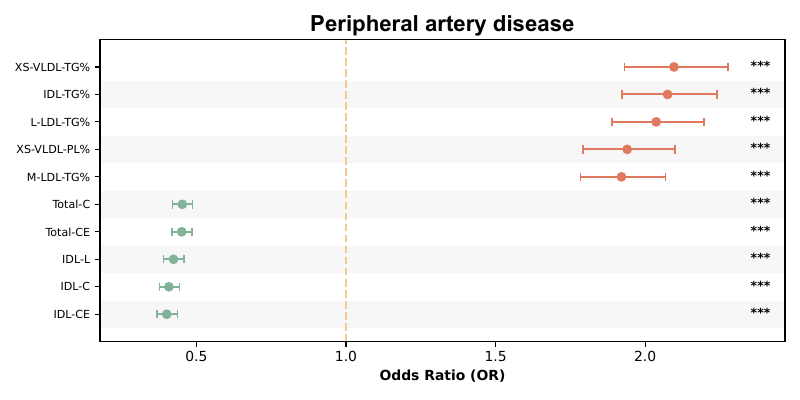 Peripheral artery disease
XS-VLDL-TG% ***
IDL-TG% ***
L-LDL-TG% ***
XS-VLDL-PL% ***
M-LDL-TG% ***
Total-C ***
Total-CE ***
IDL-L ***
IDL-C ***
IDL-CE ***
0.5 1.0 1.5 2.0
Odds Ratio (OR)